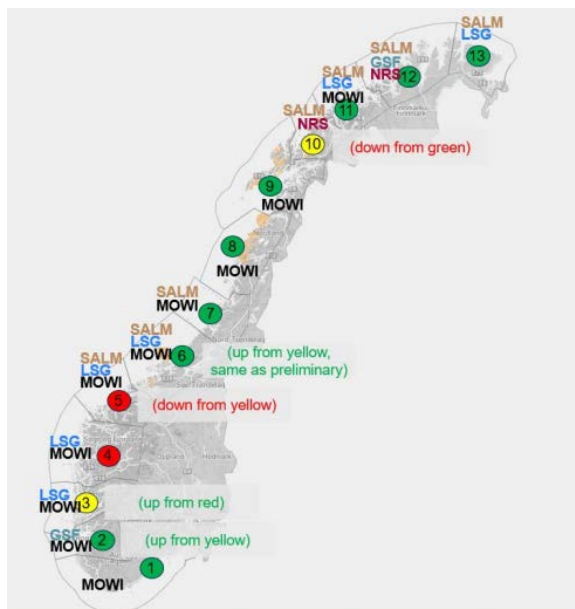 SALM
LSG
13
SALM
GSF
NRS
12
SALM
LSG
MOWI
11
SALM
NRS
10
(down from green)
9
MOWI
8
MOWI
SALM
MOWI
7
SALM
LSG
MOWI
6
(up from yellow,
same as preliminary)
SALM
LSG
MOWI
5
(down from yellow)
LSG
MOWI
4
LSG
MOWI
3
(up from red)
GSF
MOWI
2
(up from yellow)
MOWI
1